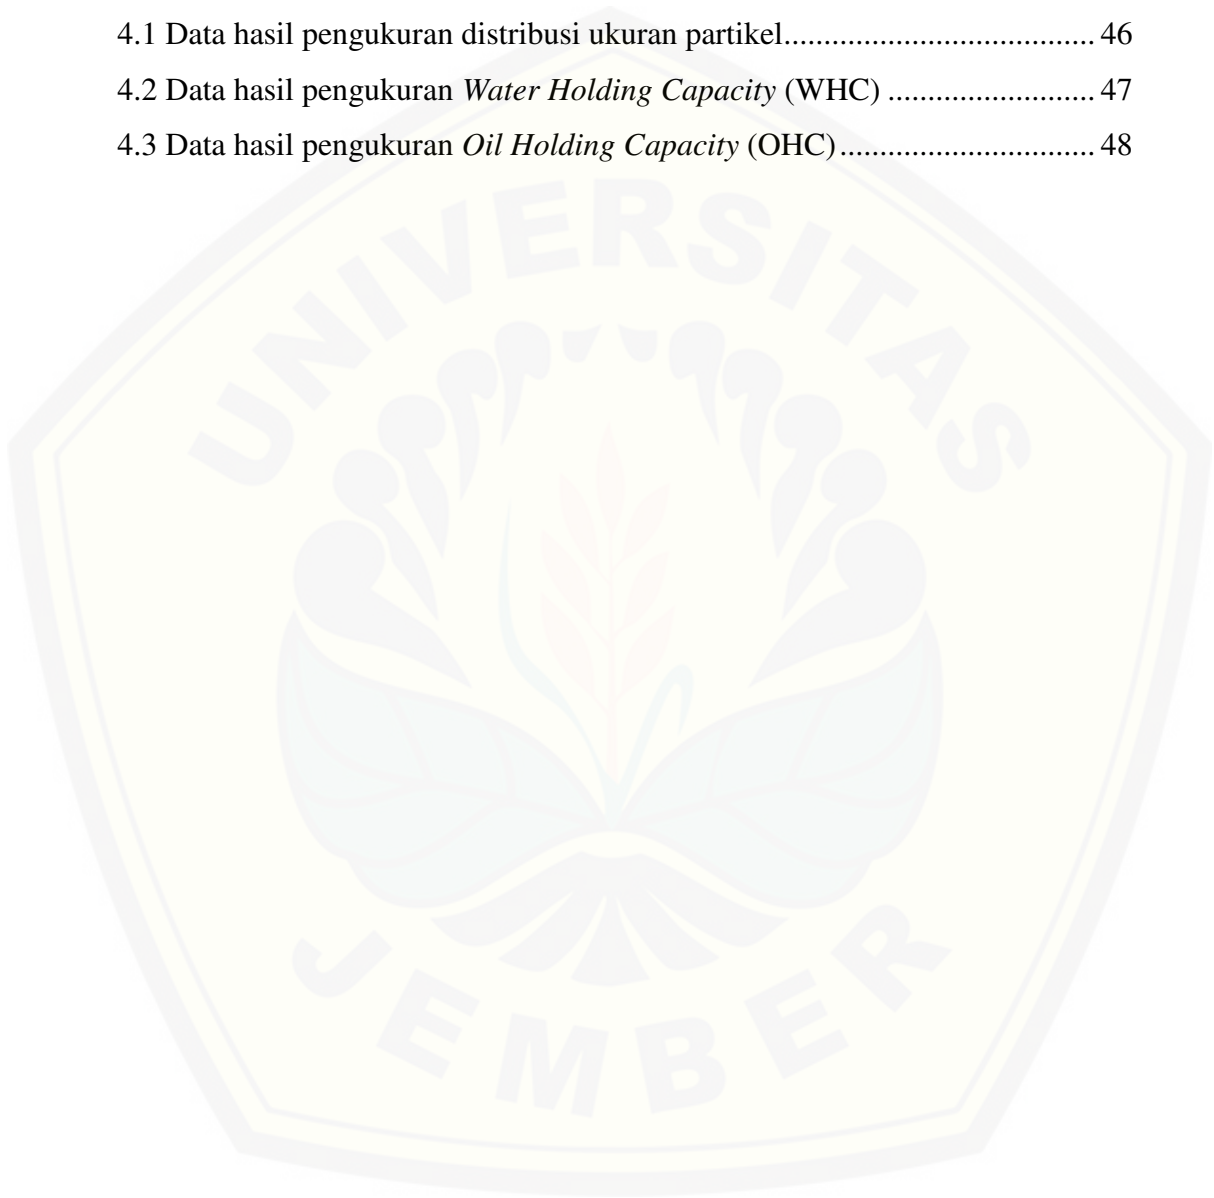 4.1 Data hasil pengukuran distribusi ukuran partikel................................. 46
4.2 Data hasil pengukuran Water Holding Capacity (WHC) .......................... 47
4.3 Data hasil pengukuran Oil Holding Capacity (OHC)................................ 48
UNIVERSITAS
JEMBER